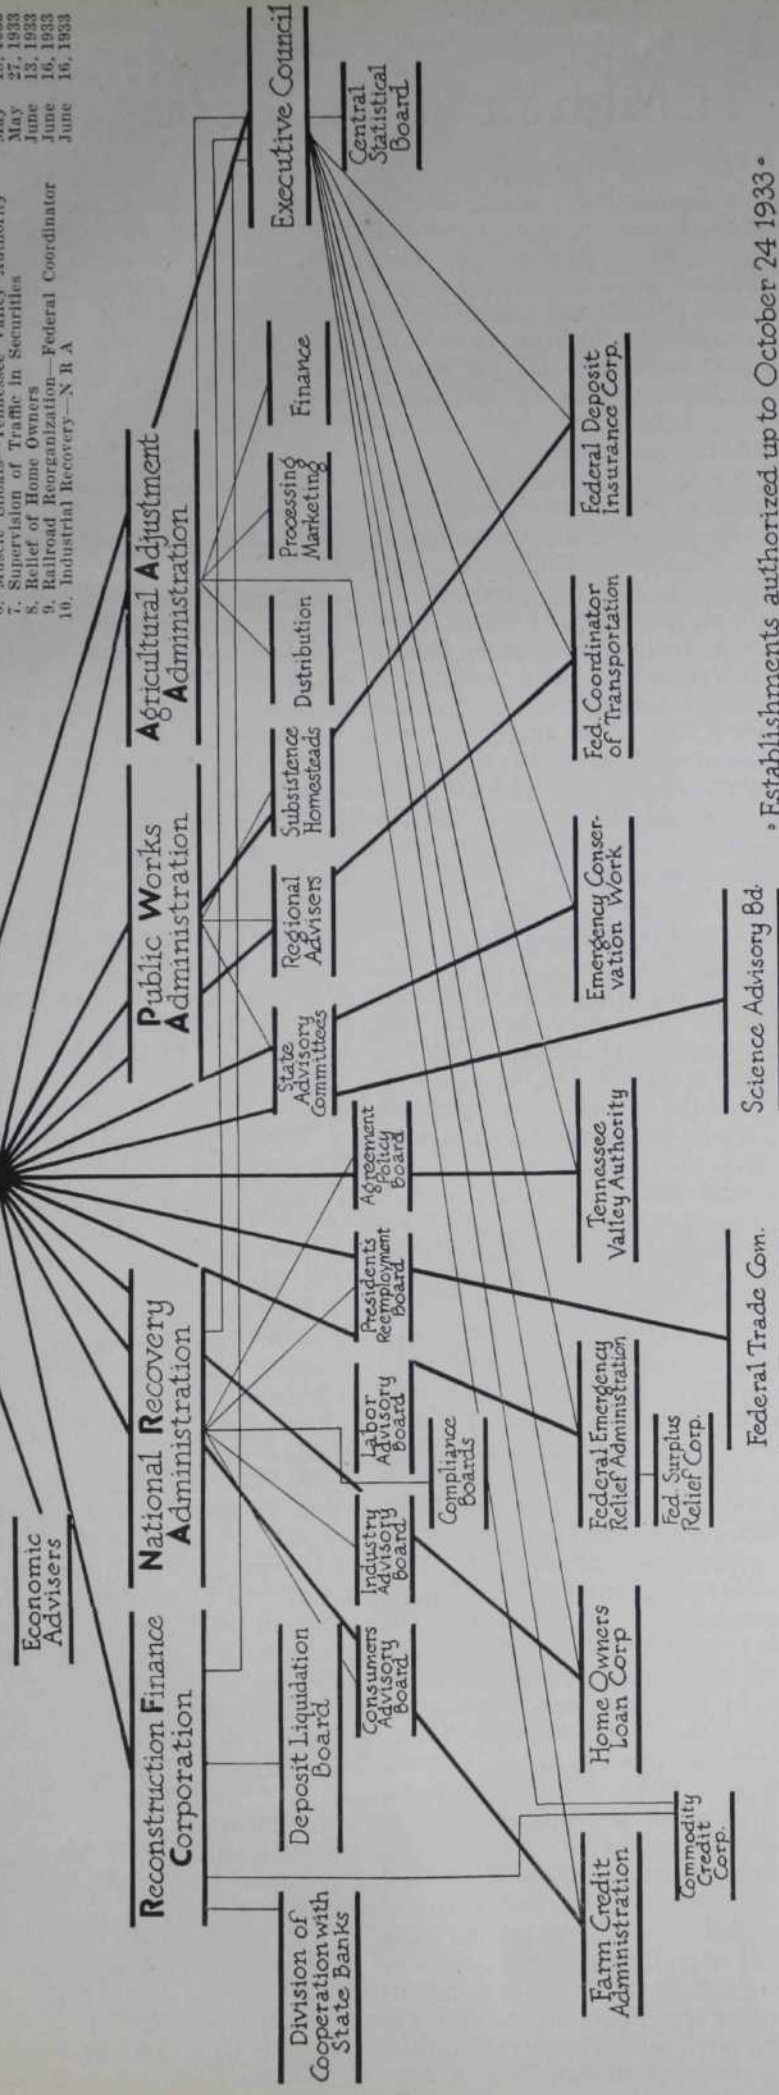 May 27, 1933
June 13, 1933
June 16, 1933
June 16, 1933
7. Supervision of Traffic in Securities
8. Relief of Home Owners
9. Railroad Reorganization—Federal Coordinator
10. Industrial Recovery—N R A
Economic
Advisers
Reconstruction Finance
Corporation
National Recovery
Administration
Public Works
Administration
Agricultural Adjustment
Administration
Executive Council
Central
Statistical
Board
Division of
Cooperation with
State Banks
Deposit Liquidation
Board
Consumers
Advisory
Board
Industry
Advisory
Board
Labor
Advisory
Board
Presidents
Reemployment
Board
Agreement
Policy
Board
Compliance
Boards
State
Advisory
Committees
Regional
Advisers
Subsistence
Homesteads
Distribution
Processing
Marketing
Finance
Farm Credit
Administration
Commodity
Credit
Corp.
Home Owners
Loan Corp
Federal Emergency
Relief Administration
Fed. Surplus
Relief Corp.
Tennessee
Valley Authority
Emergency Conser-
vation Work
Fed. Coordinator
of Transportation
Federal Deposit
Insurance Corp.
Federal Trade Com.
Science Advisory Bd.
• Establishments authorized up to October 24 1933 •